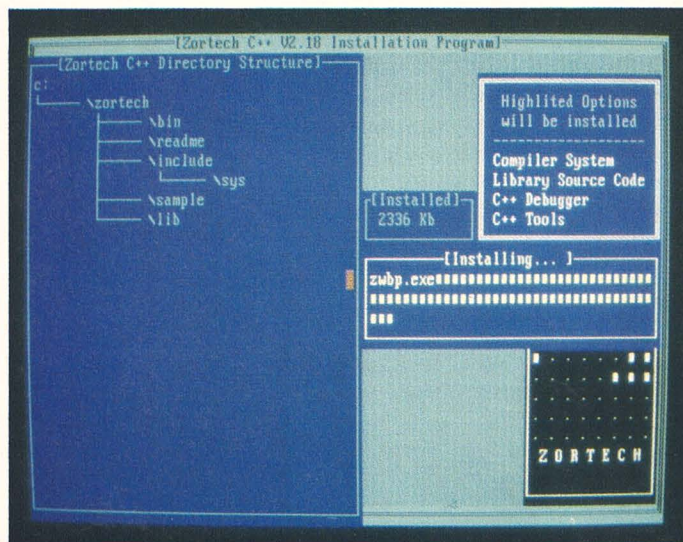 [Zortech C++ V2.18 Installation Program]
[Zortech C++ Directory Structure]
c:
\zortech
\bin
\readme
\include
\sys
\sample
\lib
Highlited Options
will be installed
Compiler System
Library Source Code
C++ Debugger
C++ Tools
[Installed]
2336 Kb
[Installing... ]
zwbp.exe
ZORTECH